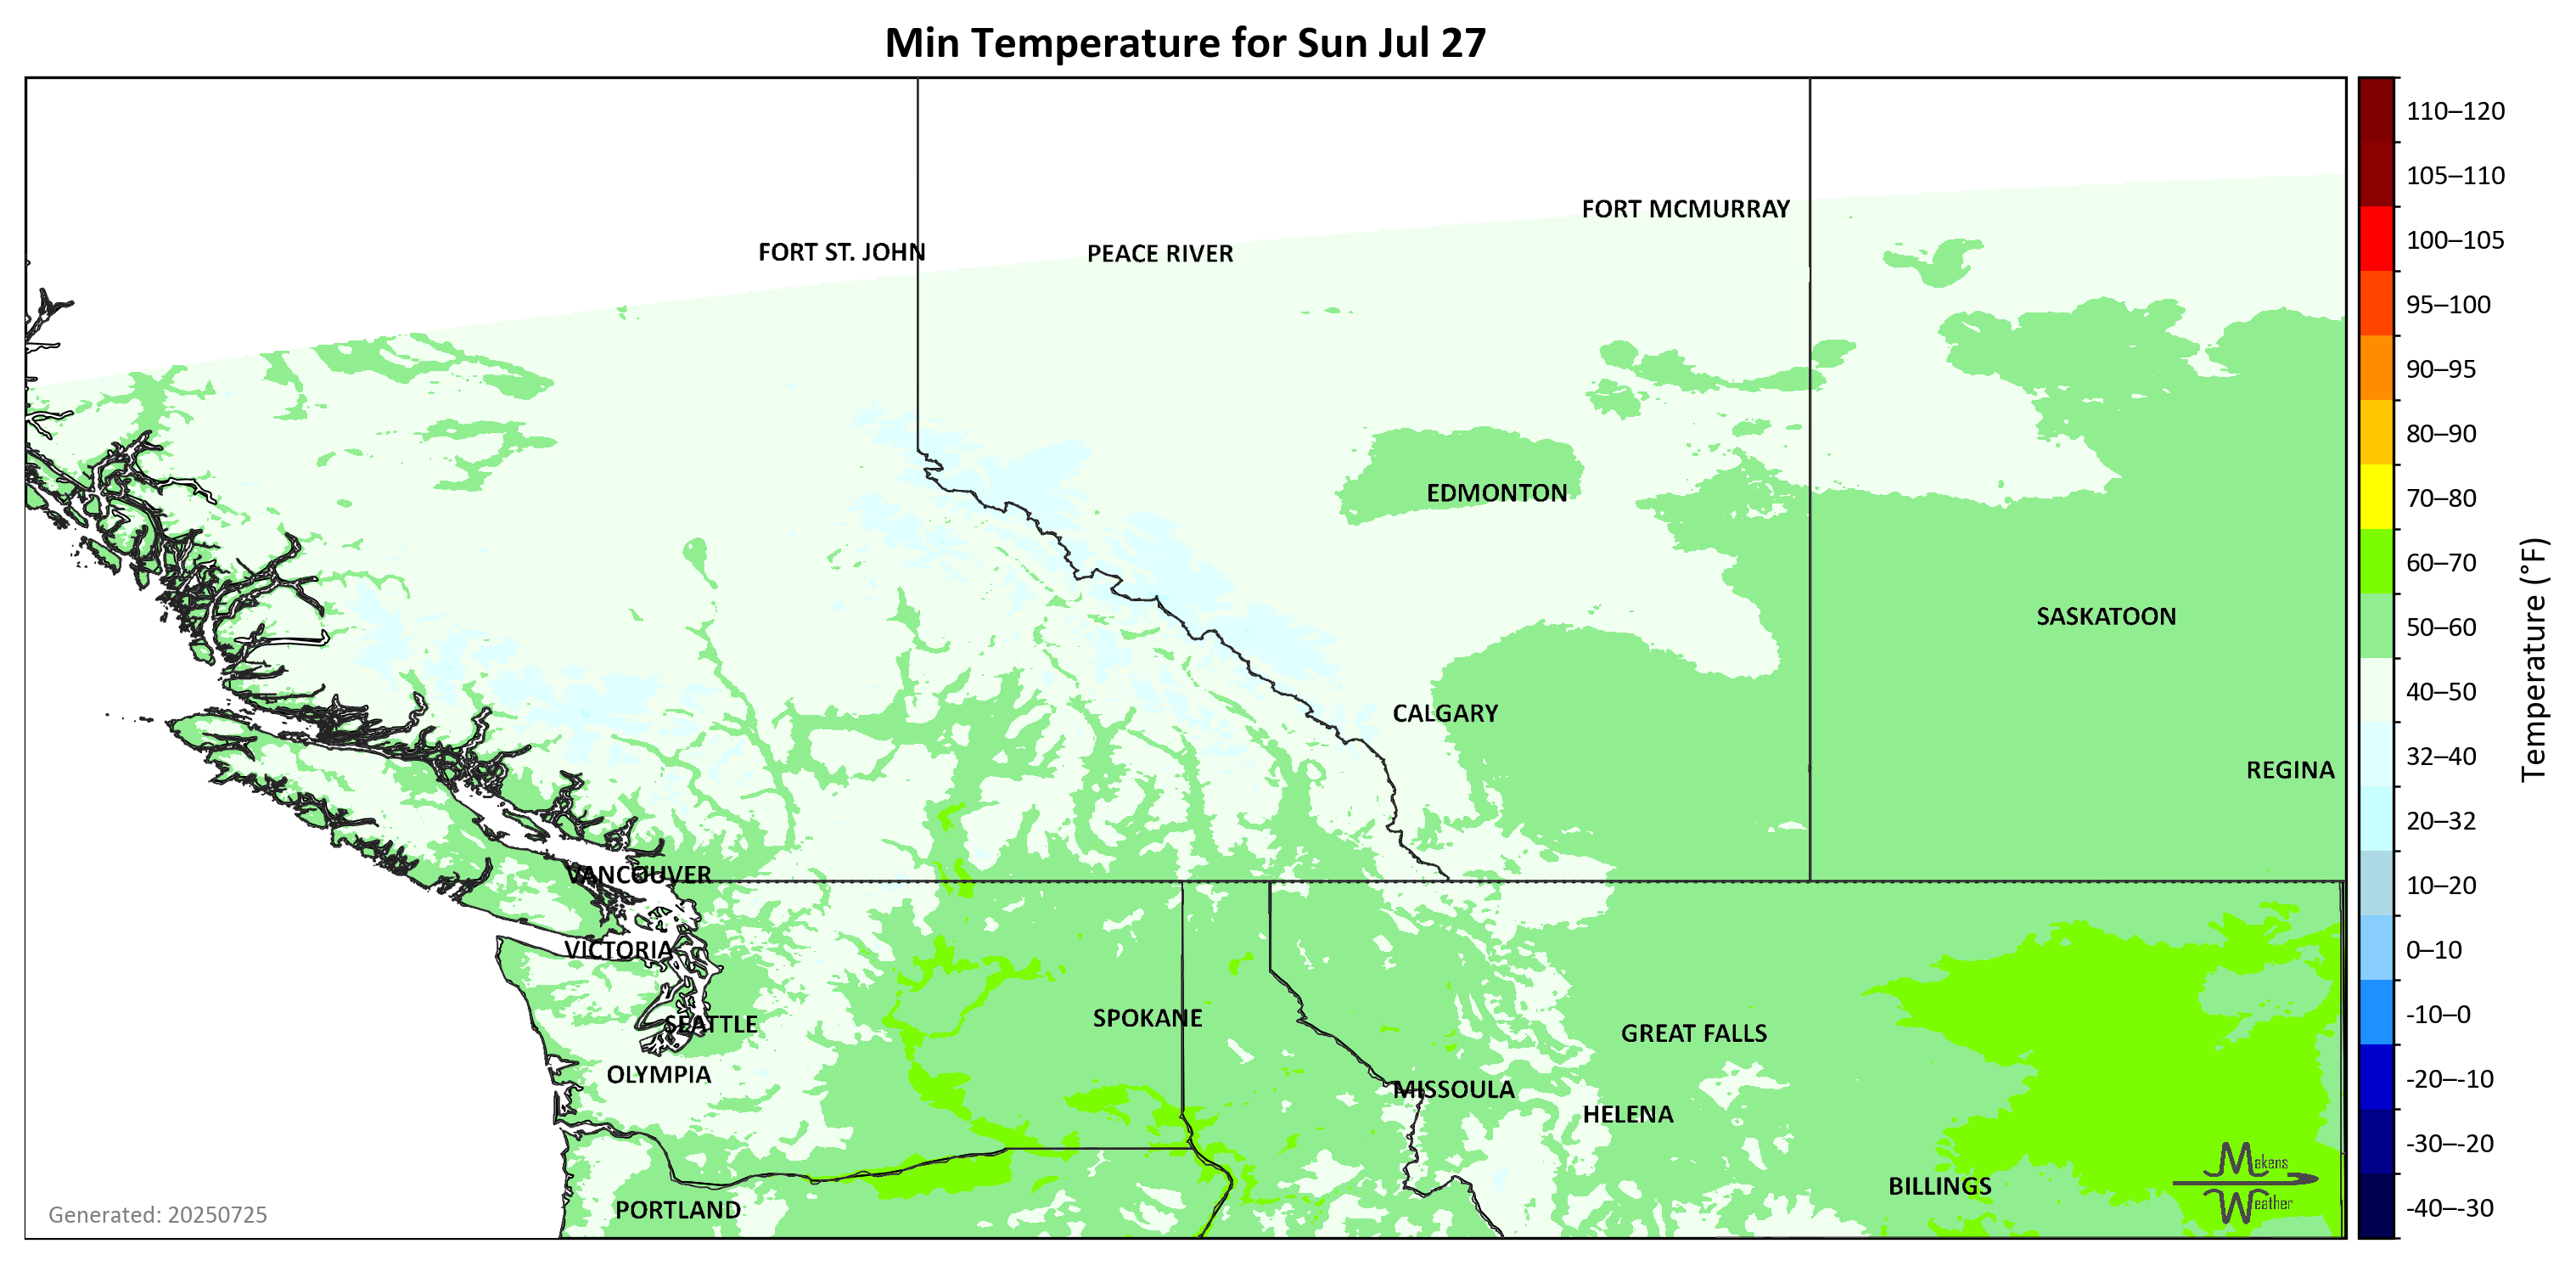 Min Temperature for Sun Jul 27
FORT MCMURRAY
FORT ST. JOHN
PEACE RIVER
EDMONTON
SASKATOON
CALGARY
REGINA
VANCOUVER
VICTORIA
SEATTLE
SPOKANE
GREAT FALLS
OLYMPIA
MISSOULA
HELENA
BILLINGS
PORTLAND
Makens
Weather
Generated: 20250725
110–120
105–110
100–105
95–100
90–95
80–90
70–80
60–70
50–60
40–50
32–40
20–32
10–20
0–10
-10–0
-20–-10
-30–-20
-40–-30
Temperature (°F)